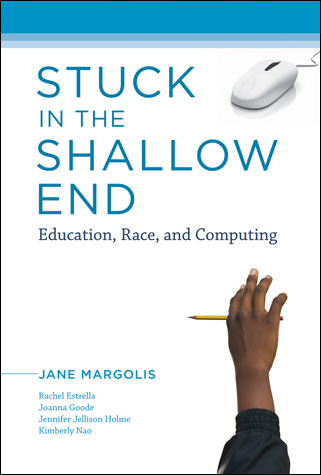 STUCK
IN THE
SHALLOW
END
Education, Race, and Computing
JANE MARGOLIS
Rachel Estrella
Joanna Goode
Jennifer Jellison Holme
Kimberly Nao